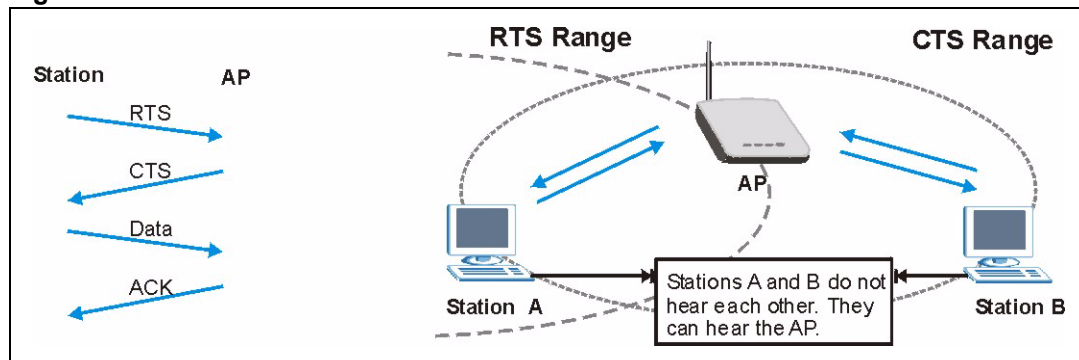 Station
AP
RTS
CTS
Data
ACK
RTS Range
CTS Range
AP
Station A
Station B
Stations A and B do not
hear each other. They
can hear the AP.